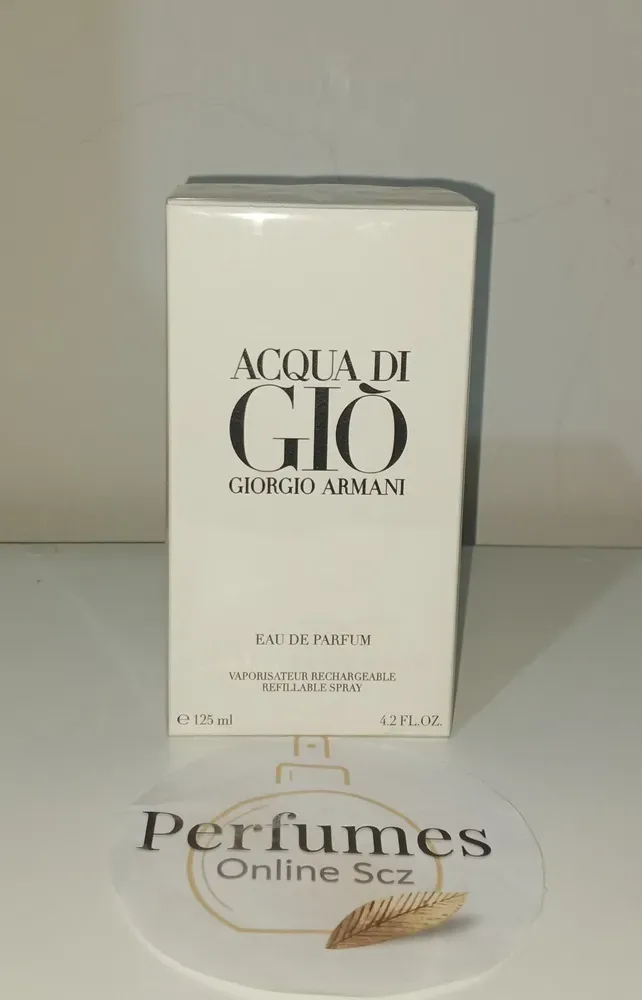 ACQUA DI
GIÒ
GIORGIO ARMANI
EAU DE PARFUM
VAPORISATEUR RECHARGEABLE
REFILLABLE SPRAY
℮ 125 ml 4.2 FL.OZ.
Perfumes
Online Scz